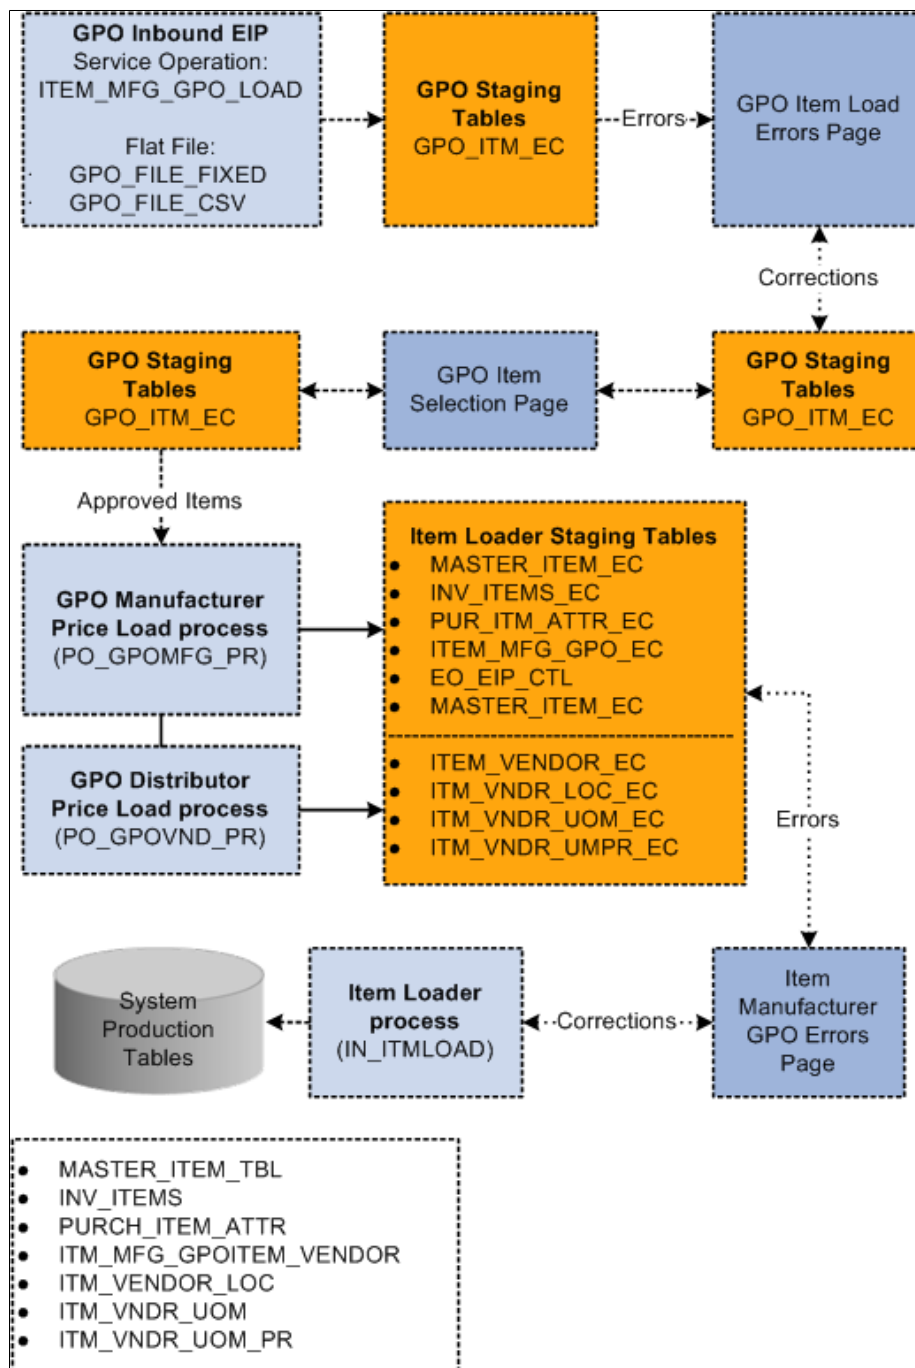 GPO Inbound EIP
Service Operation:
ITEM_MFG_GPO_LOAD
Flat File:
· GPO_FILE_FIXED
· GPO_FILE_CSV
GPO Staging
Tables
GPO_ITM_EC
Errors
GPO Item Load
Errors Page
Corrections
GPO Staging
Tables
GPO_ITM_EC
GPO Item
Selection Page
GPO Staging
Tables
GPO_ITM_EC
Approved Items
GPO Manufacturer
Price Load process
(PO_GPOMFG_PR)
GPO Distributor
Price Load process
(PO_GPOVND_PR)
Item Loader Staging Tables
● MASTER_ITEM_EC
● INV_ITEMS_EC
● PUR_ITM_ATTR_EC
● ITEM_MFG_GPO_EC
● EO_EIP_CTL
● MASTER_ITEM_EC
● ITEM_VENDOR_EC
● ITM_VNDR_LOC_EC
● ITM_VNDR_UOM_EC
● ITM_VNDR_UMPR_EC
Errors
System
Production
Tables
Item Loader
process
(IN_ITMLOAD)
Corrections
Item
Manufacturer
GPO Errors
Page
● MASTER_ITEM_TBL
● INV_ITEMS
● PURCH_ITEM_ATTR
● ITM_MFG_GPOITEM_VENDOR
● ITM_VENDOR_LOC
● ITM_VNDR_UOM
● ITM_VNDR_UOM_PR